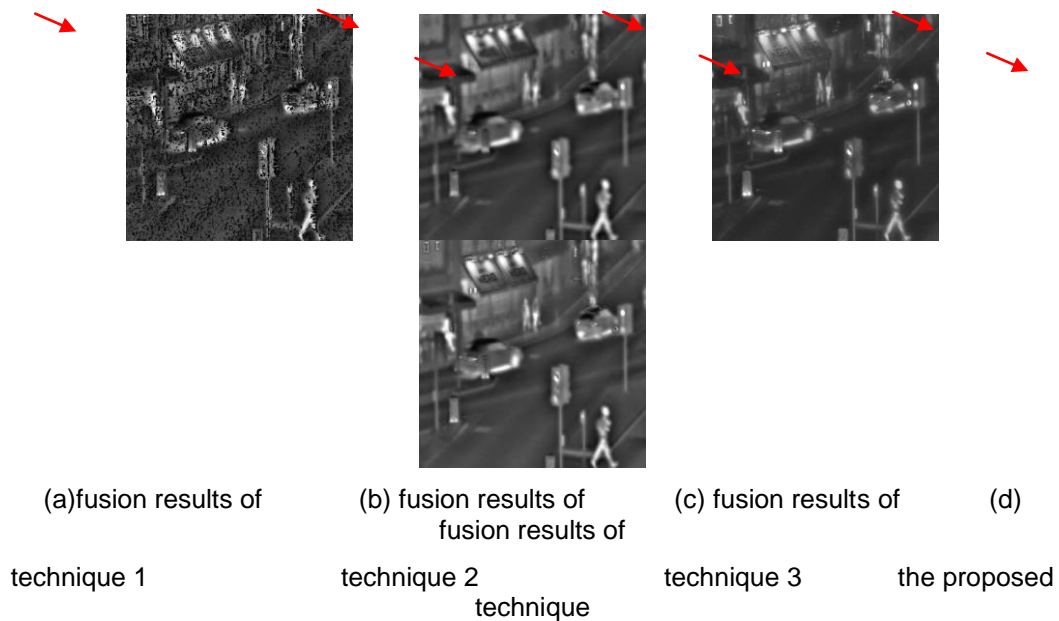 (a)fusion results of (b) fusion results of (c) fusion results of (d)
fusion results of
technique 1 technique 2 technique 3 the proposed
technique